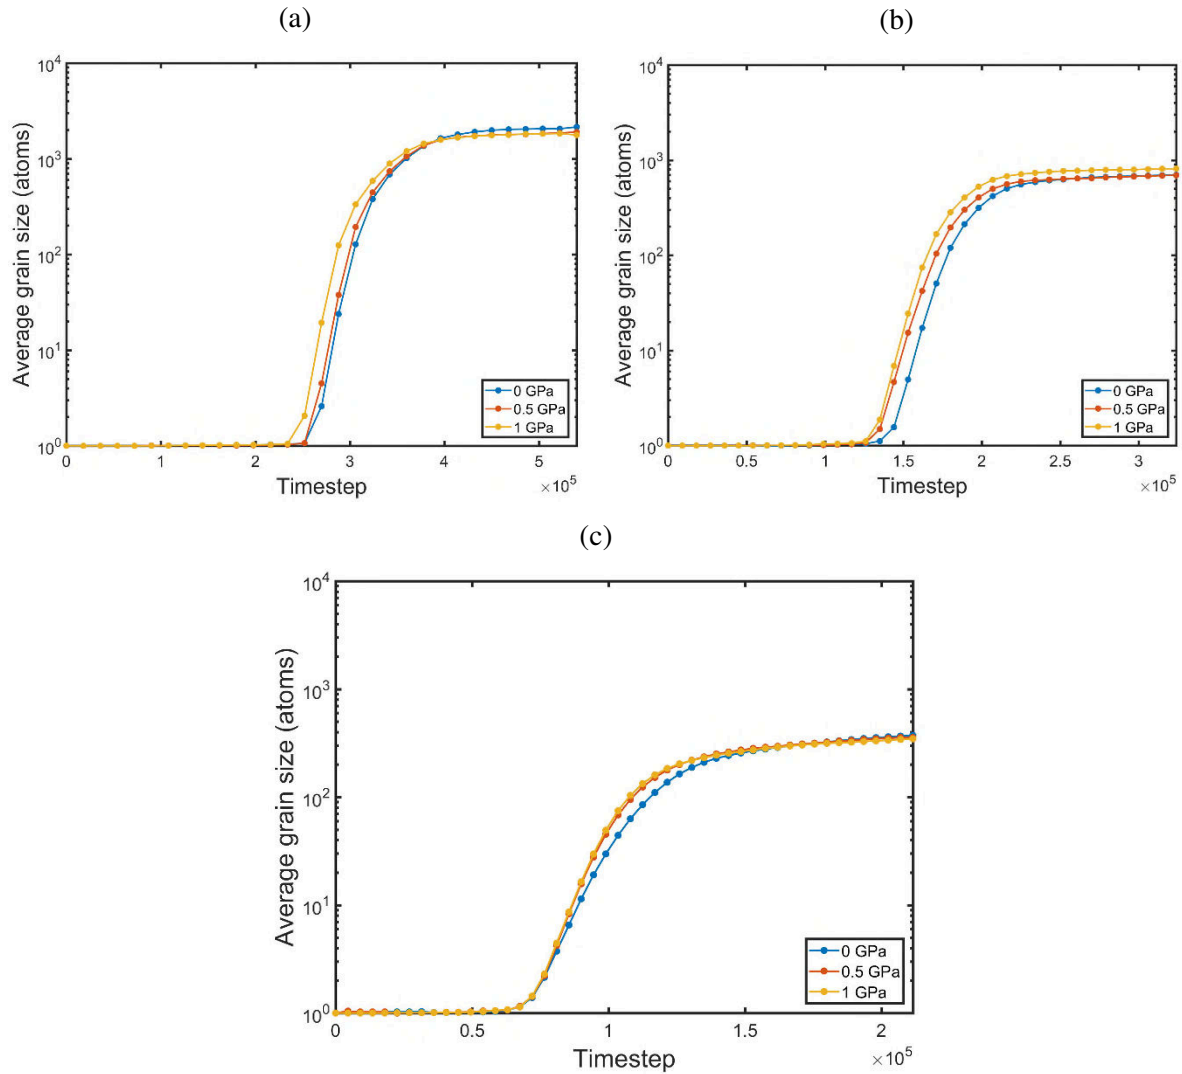 (a)
10^4
10^3
10^2
10^1
10^0
Average grain size (atoms)
0 GPa
0.5 GPa
1 GPa
0 1 2 3 4 5
×10^5
Timestep
(b)
10^4
10^3
10^2
10^1
10^0
Average grain size (atoms)
0 GPa
0.5 GPa
1 GPa
0 0.5 1 1.5 2 2.5 3
×10^5
Timestep
(c)
10^4
10^3
10^2
10^1
10^0
Average grain size (atoms)
0 GPa
0.5 GPa
1 GPa
0 0.5 1 1.5 2
×10^5
Timestep